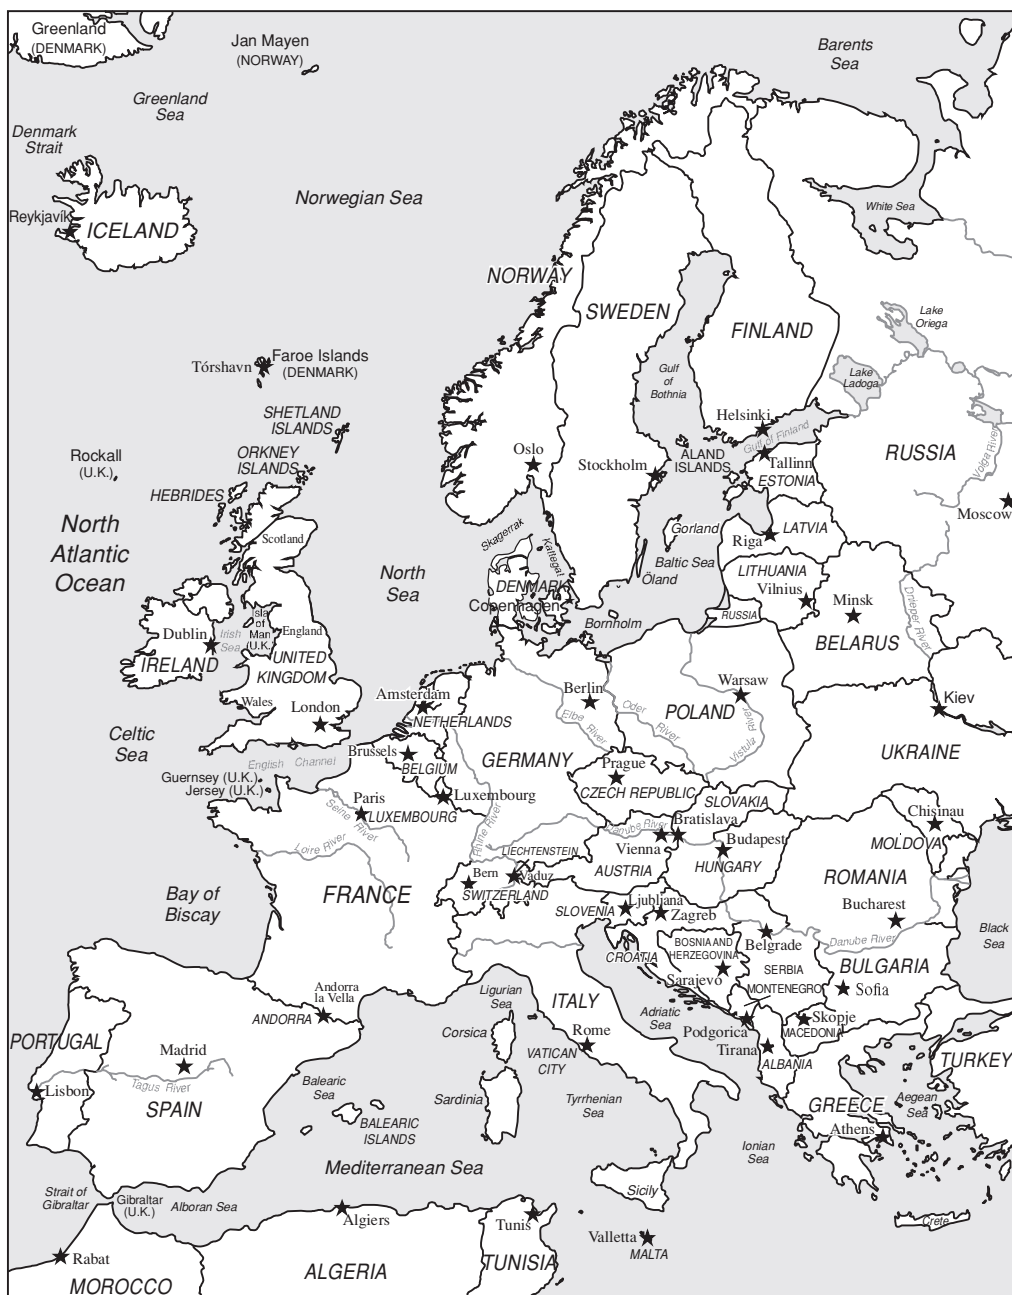 Greenland
(DENMARK)
Jan Mayen
(NORWAY)
Barents
Sea
Greenland
Sea
Denmark
Strait
Norwegian Sea
White Sea
Reykjavík
ICELAND
NORWAY
SWEDEN
FINLAND
Lake
Oriega
Tórshavn
Faroe Islands
(DENMARK)
Gulf
of
Bothnia
Lake
Ladoga
SHETLAND
ISLANDS
Helsinki
Gulf of Finland
ORKNEY
ISLANDS
Oslo
Stockholm
ÅLAND
ISLANDS
Tallinn
ESTONIA
RUSSIA
Volga River
Rockall
(U.K.)
HEBRIDES
Moscow
North
Atlantic
Ocean
Scotland
Skagerrak
Kattegat
Gorland
Riga
LATVIA
North
Sea
DENMARK
Copenhagen
Öland
Baltic Sea
LITHUANIA
Vilnius
Minsk
Dnieper River
Isla
of
Man
(U.K.)
Bornholm
RUSSIA
BELARUS
Dublin
Irish
Sea
England
IRELAND
UNITED
KINGDOM
Amsterdam
Berlin
Warsaw
Kiev
Wales
London
NETHERLANDS
Elbe River
Oder
River
POLAND
Vistula
River
Celtic
Sea
English Channel
Brussels
BELGIUM
GERMANY
Prague
UKRAINE
Guernsey (U.K.)
Jersey (U.K.)
Paris
LUXEMBOURG
Luxembourg
CZECH REPUBLIC
SLOVAKIA
Seine River
Loire River
Rhine River
Danube River
Bratislava
Vienna
Budapest
Chisinau
MOLDOVA
LIECHTENSTEIN
Bern
Vaduz
AUSTRIA
HUNGARY
SWITZERLAND
FRANCE
ROMANIA
Bay of
Biscay
SLOVENIA
Ljubljana
Zagreb
Bucharest
Black
Sea
CROATIA
BOSNIA AND
HERZEGOVINA
Belgrade
Danube River
Sarajevo
SERBIA
BULGARIA
MONTENEGRO
Sofia
Andorra
la Vella
ANDORRA
Ligurian
Sea
ITALY
Adriatic
Sea
Podgorica
Skopje
MACEDONIA
PORTUGAL
Madrid
Corsica
Rome
VATICAN
CITY
Tirana
ALBANIA
TURKEY
Lisbon
Tagus River
SPAIN
Balearic
Sea
BALEARIC
ISLANDS
Sardinia
Tyrrhenian
Sea
GREECE
Aegean
Sea
Athens
Mediterranean Sea
Ionian
Sea
Sicily
Strait of
Gibraltar
Gibraltar
(U.K.)
Alboran Sea
Algiers
Tunis
Valletta
MALTA
Crete
Rabat
MOROCCO
ALGERIA
TUNISIA